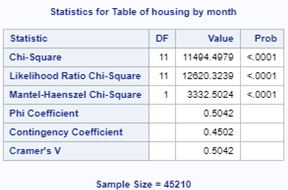 Statistics for Table of housing by month
Statistic DF Value Prob
Chi-Square 11 11494.4979 <.0001
Likelihood Ratio Chi-Square 11 12620.3239 <.0001
Mantel-Haenszel Chi-Square 1 3332.5024 <.0001
Phi Coefficient 0.5042
Contingency Coefficient 0.4502
Cramer's V 0.5042
Sample Size = 45210